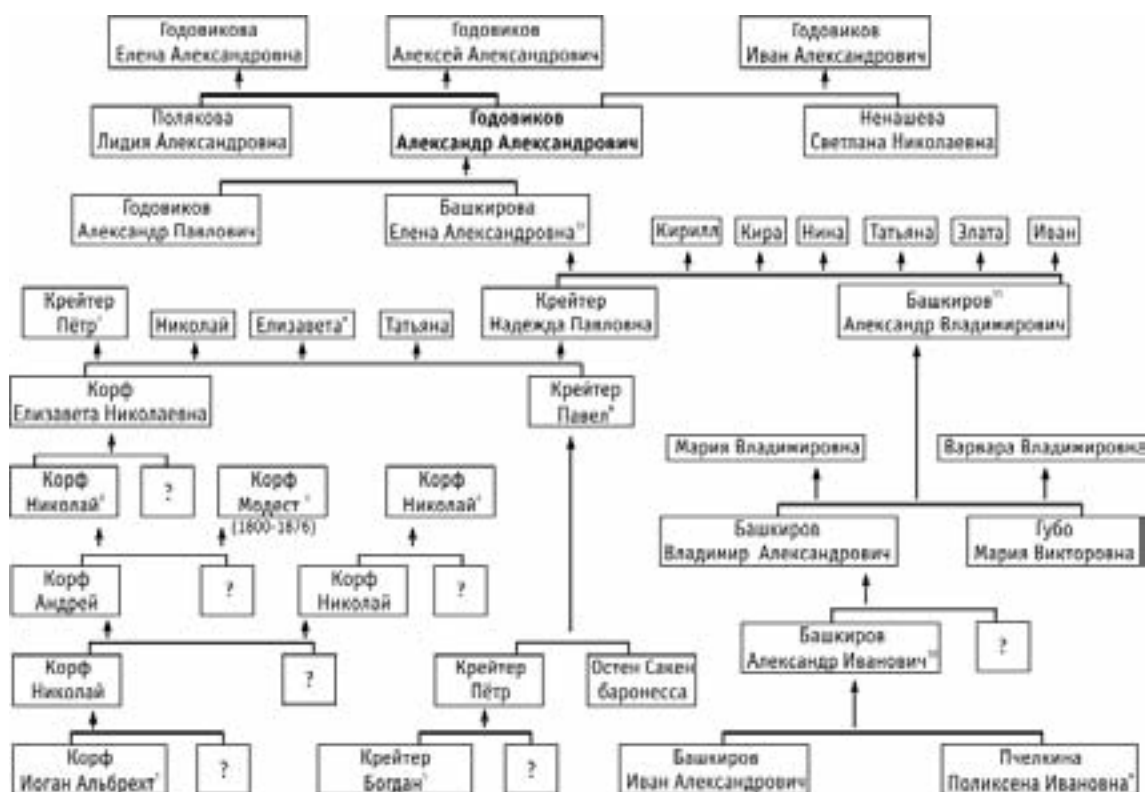 Годовикова
Елена Александровна
Годовиков
Алексей Александрович
Годовиков
Иван Александрович
Полякова
Лидия Александровна
Годовиков
Александр Александрович
Ненашева
Светлана Николаевна
Годовиков
Александр Павлович
Башкирова
Елена Александровна
Кирилл
Кира
Нина
Татьяна
Злата
Иван
Крейтер
Пётр
Николай
Елизавета
Татьяна
Крейтер
Надежда Павловна
Башкиров
Александр Владимирович
Корф
Елизавета Николаевна
Крейтер
Павел
Мария Владимировна
Варвара Владимировна
Корф
Николай
?
Корф
Модест
(1800-1876)
Корф
Николай
Башкиров
Владимир Александрович
Губо
Мария Викторовна
Корф
Андрей
?
Корф
Николай
?
Башкиров
Александр Иванович
?
Корф
Николай
?
Крейтер
Пётр
Остен Сакен
баронесса
Корф
Иоган Альбрехт
?
Крейтер
Богдан
?
Башкиров
Иван Александрович
Пчелкина
Поликсена Ивановна